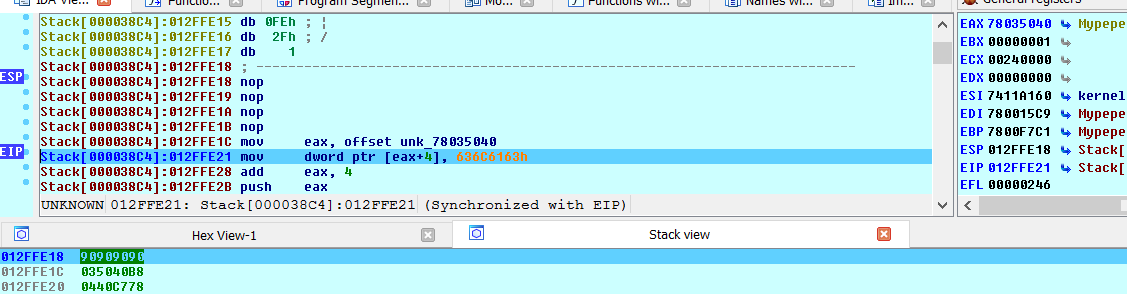 IDA Vie...
Functio...
Program Segmen...
Mo...
Functions wi...
Names wi...
Im...
General registers
Stack[000038C4]:012FFE15 db 0FEh ; ¦
Stack[000038C4]:012FFE16 db 2Fh ; /
Stack[000038C4]:012FFE17 db 1
Stack[000038C4]:012FFE18 ; ---------------------------------------------------------------------------
ESP
Stack[000038C4]:012FFE18 nop
Stack[000038C4]:012FFE19 nop
Stack[000038C4]:012FFE1A nop
Stack[000038C4]:012FFE1B nop
Stack[000038C4]:012FFE1C mov eax, offset unk_78035040
EIP
Stack[000038C4]:012FFE21 mov dword ptr [eax+4], 636C6163h
Stack[000038C4]:012FFE28 add eax, 4
Stack[000038C4]:012FFE2B push eax
UNKNOWN 012FFE21: Stack[000038C4]:012FFE21 (Synchronized with EIP)
EAX 78035040 Mypepe
EBX 00000001
ECX 00240000
EDX 00000000
ESI 7411A160 kernel
EDI 780015C9 Mypepe
EBP 7800F7C1 Mypepe
ESP 012FFE18 Stack[
EIP 012FFE21 Stack[
EFL 00000246
Hex View-1
Stack view
012FFE18 90909090
012FFE1C 035040B8
012FFE20 0440C778